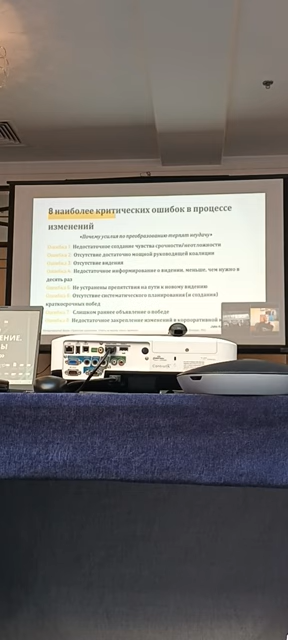 8 наиболее критических ошибок в процессе
изменений
«Почему усилия по преобразованию терпят неудачу»
Ошибка 1: Недостаточное создание чувства срочности/неотложности
Ошибка 2: Отсутствие достаточно мощной руководящей коалиции
Ошибка 3: Отсутствие видения
Ошибка 4: Недостаточное информирование о видении, меньше, чем нужно в
десять раз
Ошибка 5: Не устранены препятствия на пути к новому видению
Ошибка 6: Отсутствие систематического планирования (и создания)
краткосрочных побед
Ошибка 7: Слишком раннее объявление о победе
Ошибка 8: Недостаточное закрепление изменений в корпоративной
ЕНИЕ.
Ы